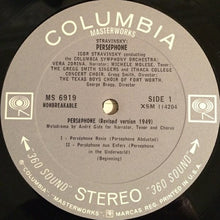 COLUMBIA
MASTERWORKS
STRAVINSKY:
PERSEPHONE
IGOR STRAVINSKY conducting
the COLUMBIA SYMPHONY ORCHESTRA;
VERA ZORINA, Narrator; MICHELE MOLESE, Tenor
THE GREGG SMITH SINGERS AND ITHACA COLLEGE
CONCERT CHOIR, Gregg Smith, Director;
THE TEXAS BOYS CHOIR OF FORT WORTH,
George Bragg, Director
MS 6919
NONBREAKABLE
SIDE 1
XSM 114204
PERSEPHONE (Revised version 1949)
Melodrama by André Gide for Narrator, Tenor and Chorus
I - Persephone Ravie (Persephone Abducted)
II - Persephone aux Enfers (Persephone
in the Underworld)
(Beginning)
"360 SOUND" STEREO "360 SOUND"
® "COLUMBIA", "MASTERWORKS", MARCAS REG. PRINTED IN U.S.A.